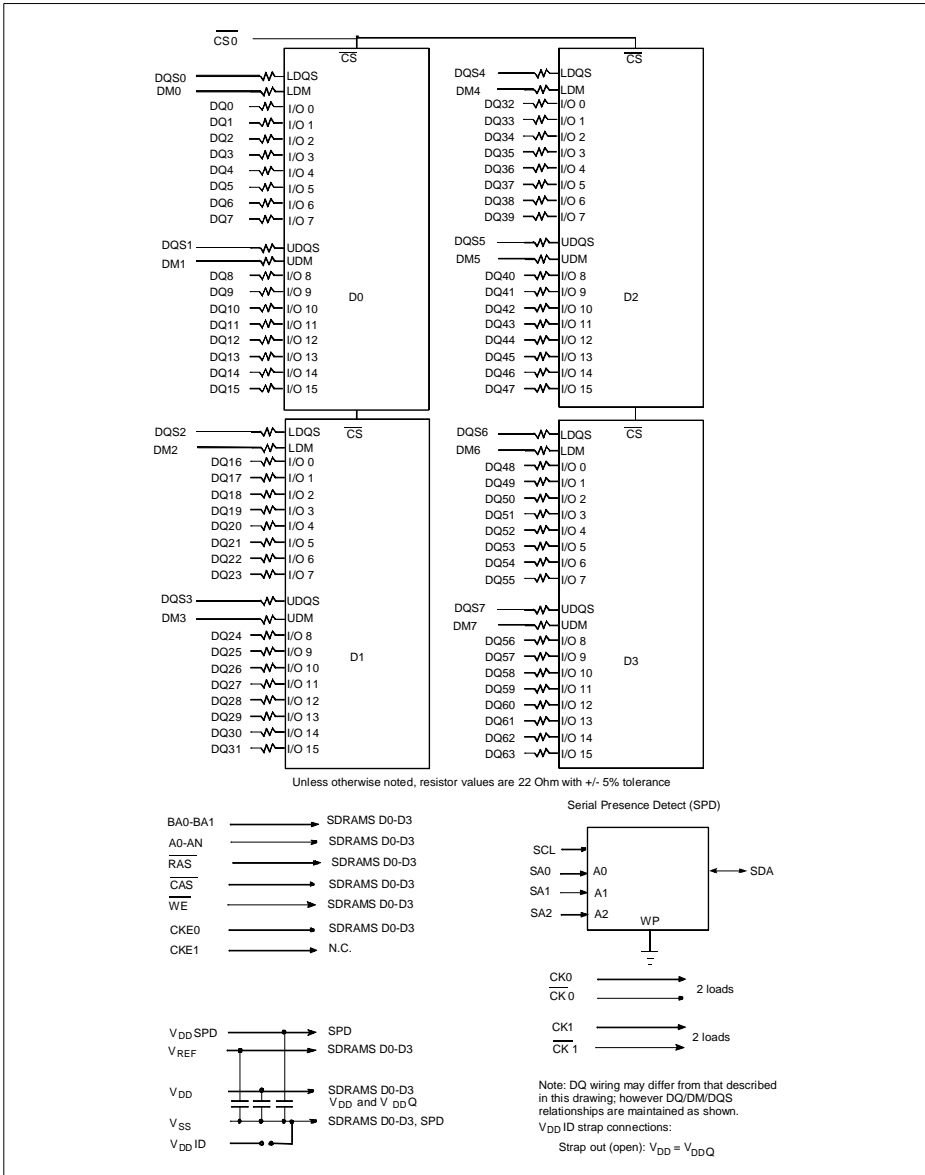 CS0
CS
DQS0 LDQS
DM0 LDM
DQ0 I/O 0
DQ1 I/O 1
DQ2 I/O 2
DQ3 I/O 3
DQ4 I/O 4
DQ5 I/O 5
DQ6 I/O 6
DQ7 I/O 7
DQS1 UDQS
DM1 UDM
DQ8 I/O 8
DQ9 I/O 9
DQ10 I/O 10
DQ11 I/O 11
DQ12 I/O 12
DQ13 I/O 13
DQ14 I/O 14
DQ15 I/O 15
D0
CS
DQS4 LDQS
DM4 LDM
DQ32 I/O 0
DQ33 I/O 1
DQ34 I/O 2
DQ35 I/O 3
DQ36 I/O 4
DQ37 I/O 5
DQ38 I/O 6
DQ39 I/O 7
DQS5 UDQS
DM5 UDM
DQ40 I/O 8
DQ41 I/O 9
DQ42 I/O 10
DQ43 I/O 11
DQ44 I/O 12
DQ45 I/O 13
DQ46 I/O 14
DQ47 I/O 15
D2
CS
DQS2 LDQS
DM2 LDM
DQ16 I/O 0
DQ17 I/O 1
DQ18 I/O 2
DQ19 I/O 3
DQ20 I/O 4
DQ21 I/O 5
DQ22 I/O 6
DQ23 I/O 7
DQS3 UDQS
DM3 UDM
DQ24 I/O 8
DQ25 I/O 9
DQ26 I/O 10
DQ27 I/O 11
DQ28 I/O 12
DQ29 I/O 13
DQ30 I/O 14
DQ31 I/O 15
D1
CS
DQS6 LDQS
DM6 LDM
DQ48 I/O 0
DQ49 I/O 1
DQ50 I/O 2
DQ51 I/O 3
DQ52 I/O 4
DQ53 I/O 5
DQ54 I/O 6
DQ55 I/O 7
DQS7 UDQS
DM7 UDM
DQ56 I/O 8
DQ57 I/O 9
DQ58 I/O 10
DQ59 I/O 11
DQ60 I/O 12
DQ61 I/O 13
DQ62 I/O 14
DQ63 I/O 15
D3
Unless otherwise noted, resistor values are 22 Ohm with +/- 5% tolerance
BA0-BA1 SDRAMS D0-D3
A0-AN SDRAMS D0-D3
RAS SDRAMS D0-D3
CAS SDRAMS D0-D3
WE SDRAMS D0-D3
CKE0 SDRAMS D0-D3
CKE1 N.C.
Serial Presence Detect (SPD)
SCL
SA0 A0 SDA
SA1 A1
SA2 A2
WP
CK0
CK0
2 loads
CK1
CK1
2 loads
VDD SPD SPD
VREF SDRAMS D0-D3
VDD SDRAMS D0-D3
VDD and VDDQ
VSS SDRAMS D0-D3, SPD
VDD ID
Note: DQ wiring may differ from that described
in this drawing; however DQ/DM/DQS
relationships are maintained as shown.
VDD ID strap connections:
Strap out (open): VDD = VDDQ